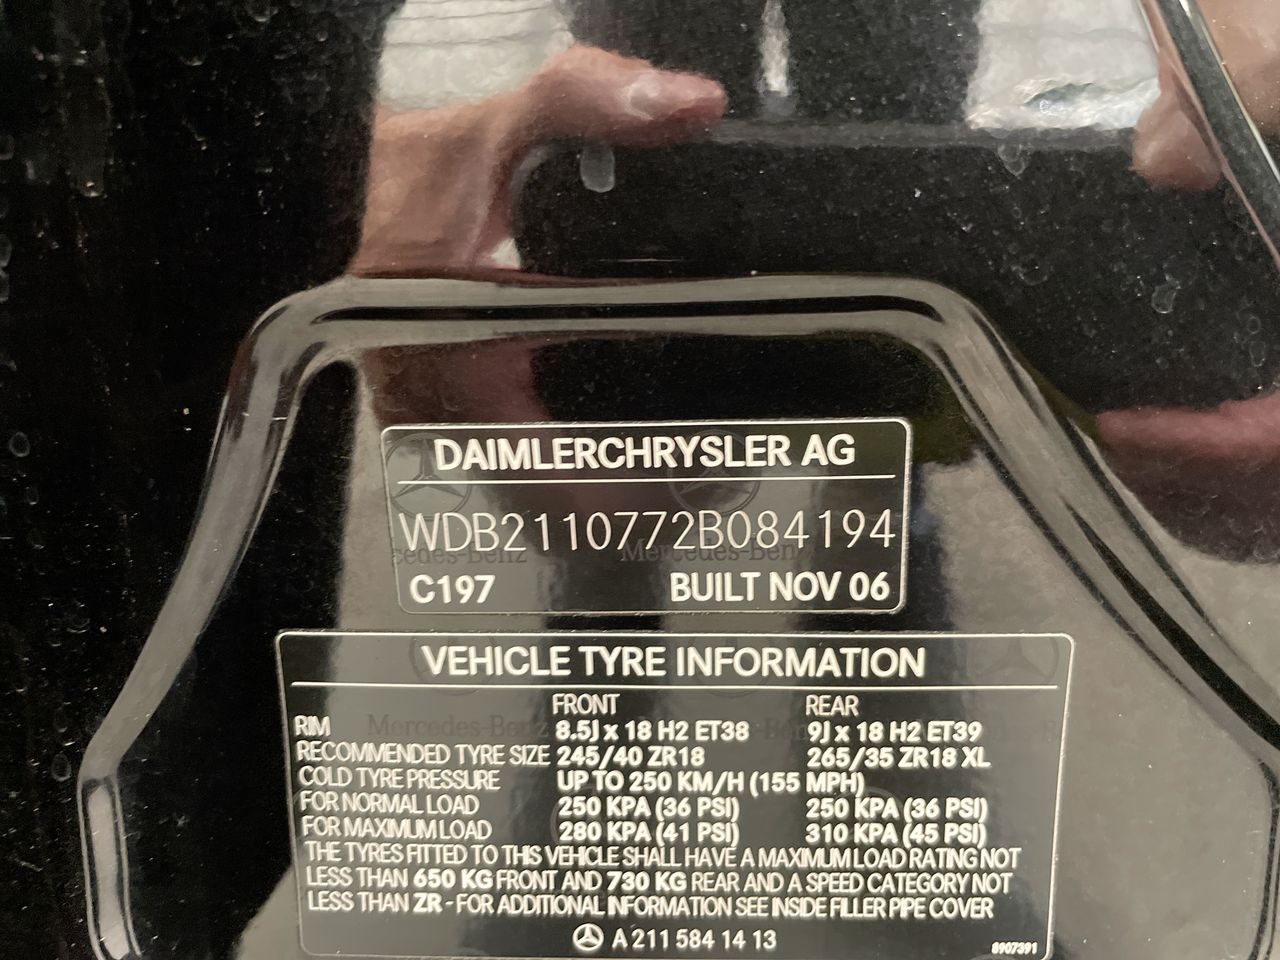 DAIMLERCHRYSLER AG
WDB2110772B084194
C197 BUILT NOV 06
VEHICLE TYRE INFORMATION
FRONT REAR
RIM 8.5J x 18 H2 ET38 9J x 18 H2 ET39
RECOMMENDED TYRE SIZE 245/40 ZR18 265/35 ZR18 XL
COLD TYRE PRESSURE UP TO 250 KM/H (155 MPH)
FOR NORMAL LOAD 250 KPA (36 PSI) 250 KPA (36 PSI)
FOR MAXIMUM LOAD 280 KPA (41 PSI) 310 KPA (45 PSI)
THE TYRES FITTED TO THIS VEHICLE SHALL HAVE A MAXIMUM LOAD RATING NOT
LESS THAN 650 KG FRONT AND 730 KG REAR AND A SPEED CATEGORY NOT
LESS THAN ZR - FOR ADDITIONAL INFORMATION SEE INSIDE FILLER PIPE COVER
A 211 584 14 13
8907391